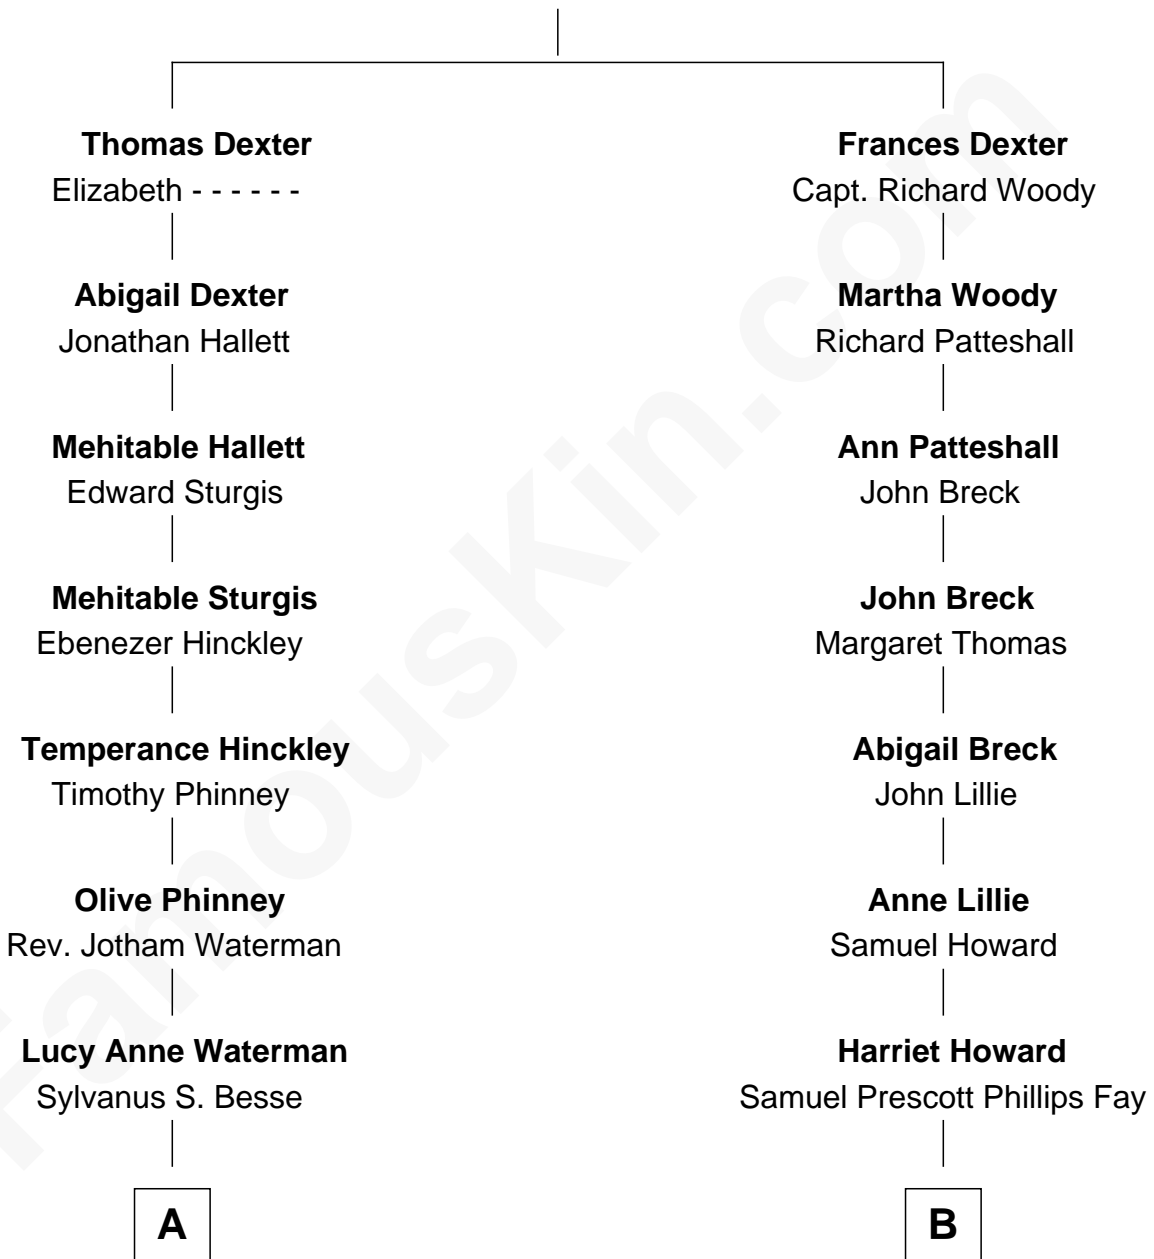 Thomas Dexter
Elizabeth - - - - - -
Abigail Dexter
Jonathan Hallett
Mehitable Hallett
Edward Sturgis
Mehitable Sturgis
Ebenezer Hinckley
Temperance Hinckley
Timothy Phinney
Olive Phinney
Rev. Jotham Waterman
Lucy Anne Waterman
Sylvanus S. Besse
A
Frances Dexter
Capt. Richard Woody
Martha Woody
Richard Patteshall
Ann Patteshall
John Breck
John Breck
Margaret Thomas
Abigail Breck
John Lillie
Anne Lillie
Samuel Howard
Harriet Howard
Samuel Prescott Phillips Fay
B
FamousKin.com